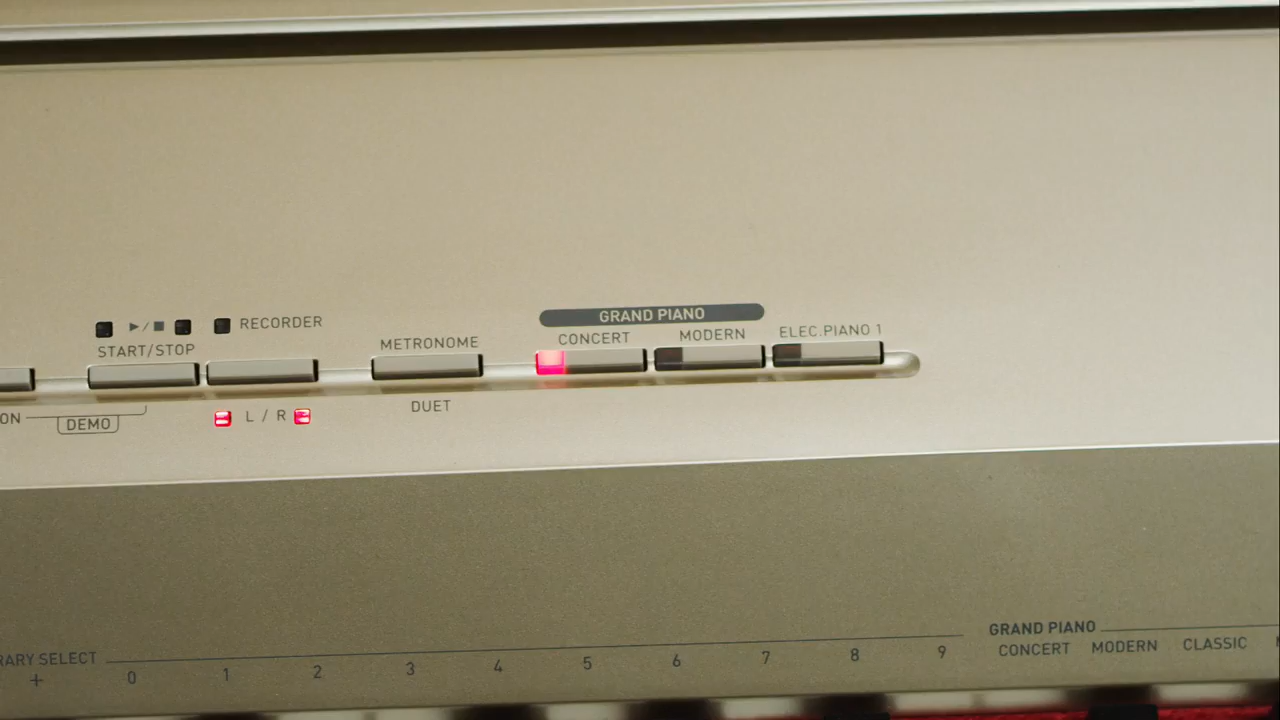 GRAND PIANO
RECORDER
METRONOME
CONCERT
MODERN
ELEC.PIANO 1
START/STOP
L / R
DUET
DEMO
GRAND PIANO
SELECT
CONCERT
MODERN
CLASSIC
+ 0 1 2 3 4 5 6 7 8 9